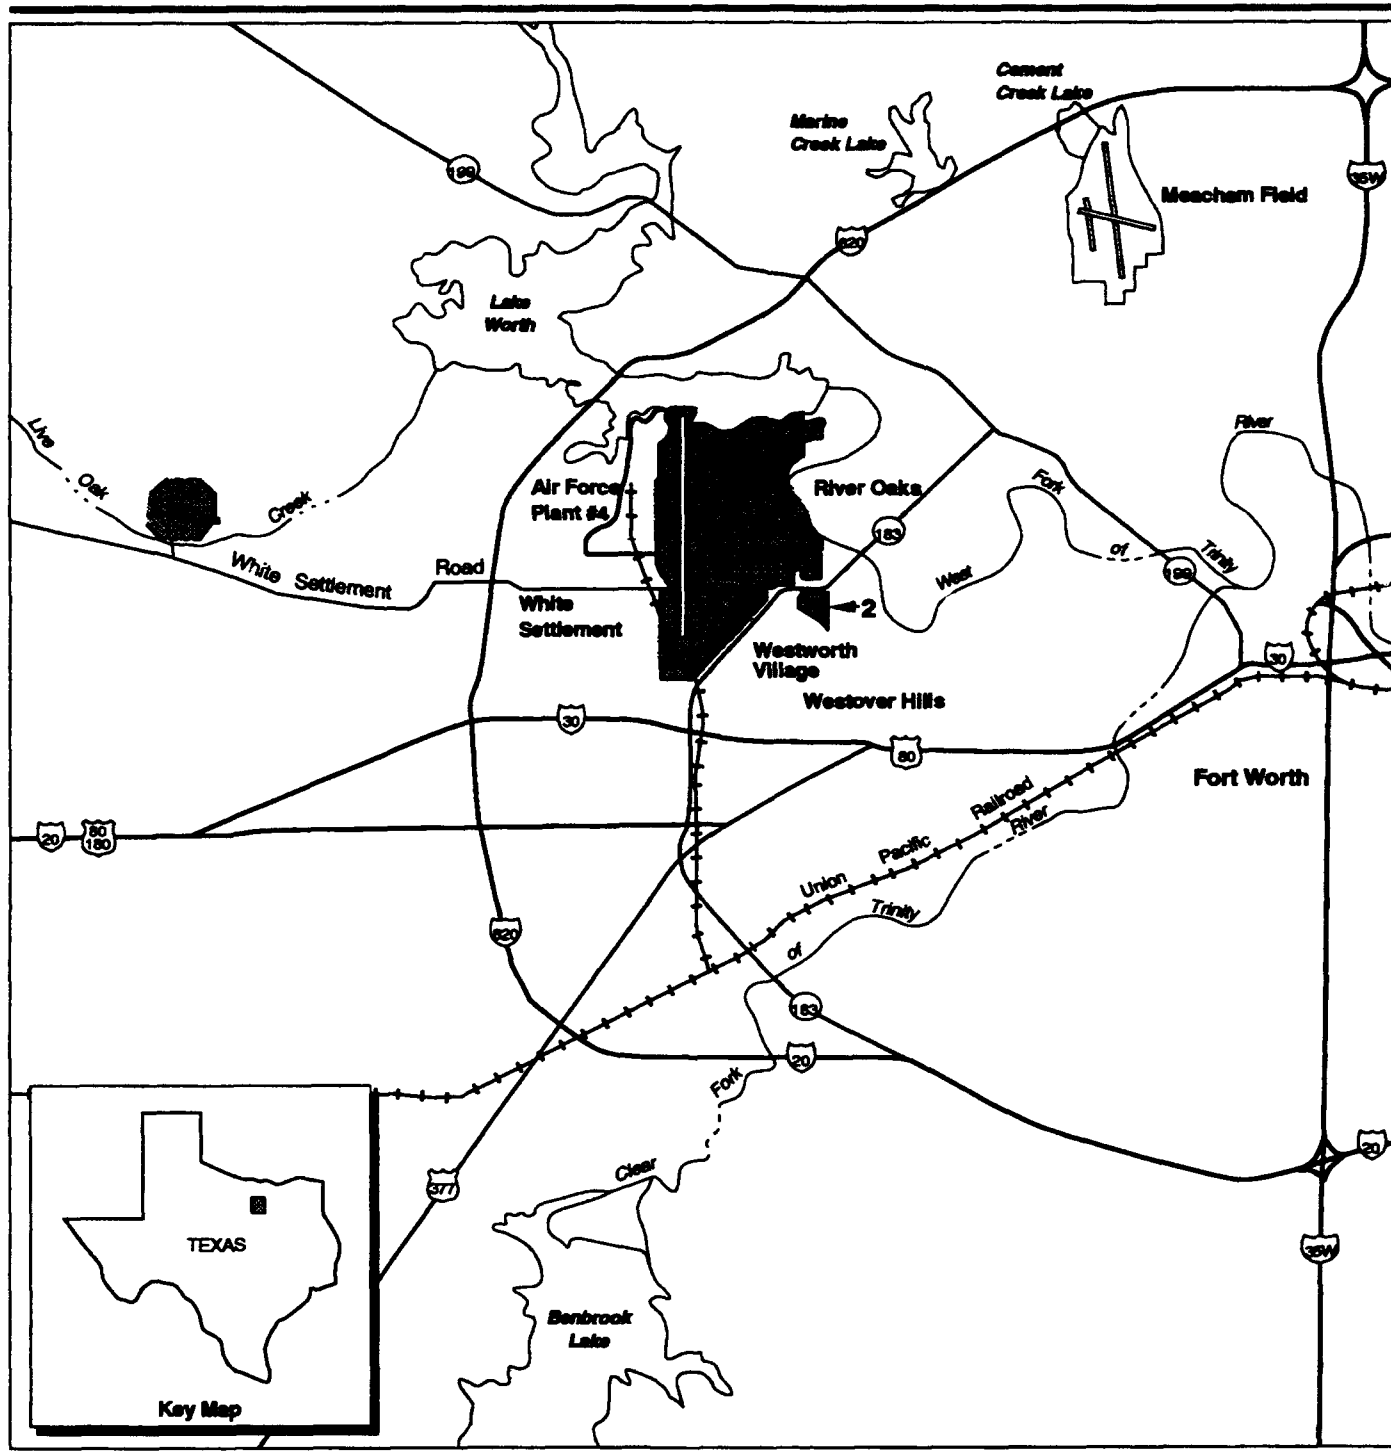 Cement
Creek Lake
Marine
Creek Lake
199
35W
Meacham Field
820
Lake
Worth
Live
Oak
Creek
River
Air Force
Plant #4
River Oaks
Fork
183
of
Trinity
West
199
White Settlement
Road
White
Settlement
2
Westworth
Village
30
Westover Hills
30
80
Fort Worth
Railroad
River
20
80
180
Pacific
Union
Trinity
820
of
183
20
Fork
20
Clear
377
35W
TEXAS
Benbrook
Lake
Key Map